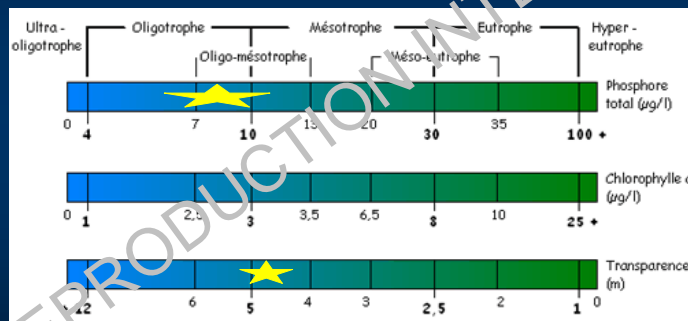 Ultra - oligotrophe Oligotrophe Mésotrophe Eutrophe Hyper - eutrophe
Oligo-mésotrophe Méso-eutrophe
Phosphore total (µg/l)
0 4 7 10 13 20 30 35 100 +
Chlorophylle a (µg/l)
0 1 2,5 3 3,5 6,5 8 10 25 +
Transparence (m)
12 6 5 4 3 2,5 2 1 0
REPRODUCTION